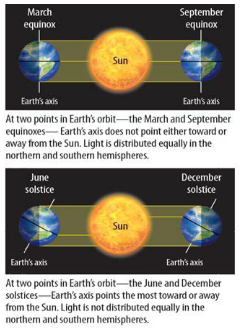 March
equinox
September
equinox
Sun
Earth's axis
Earth's axis
At two points in Earth's orbit—the March and September
equinoxes— Earth's axis does not point either toward or
away from the Sun. Light is distributed equally in the
northern and southern hemispheres.
June
solstice
December
solstice
Sun
Earth's axis
Earth's axis
At two points in Earth's orbit—the June and December
solstices—Earth's axis points the most toward or away
from the Sun. Light is not distributed equally in the
northern and southern hemispheres.